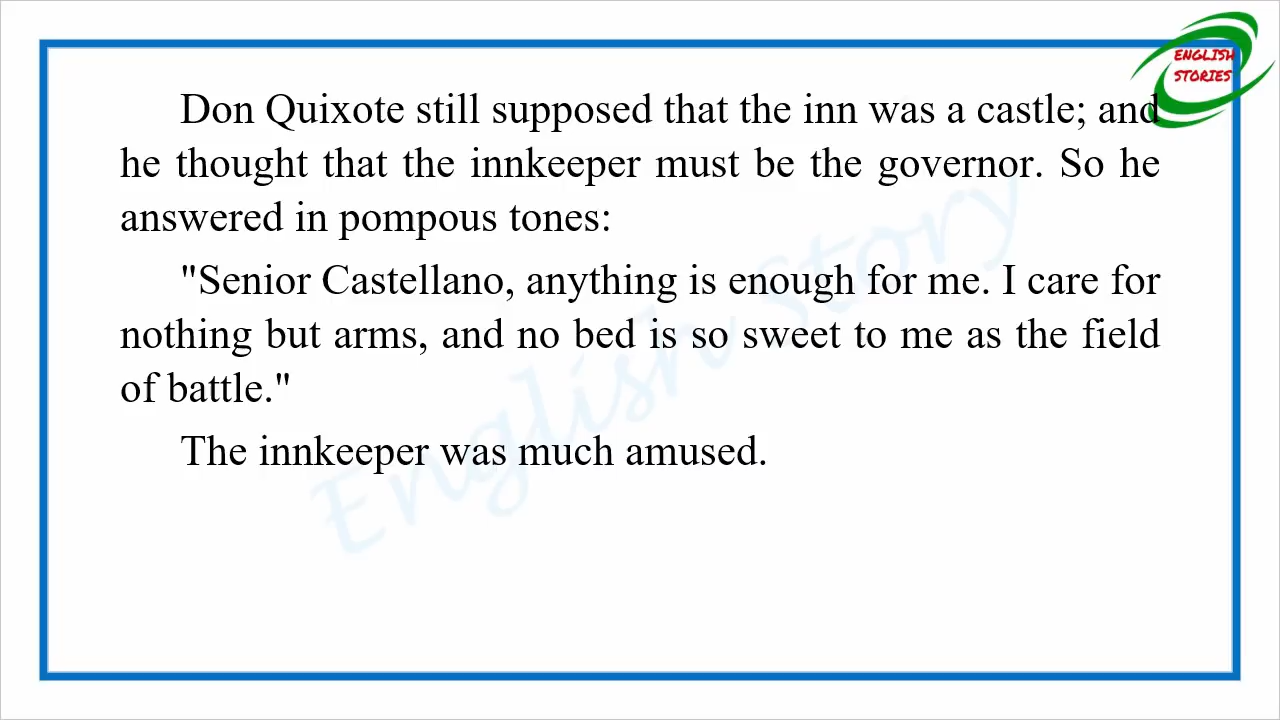 ENGLISH
STORIES
Don Quixote still supposed that the inn was a castle; and
he thought that the innkeeper must be the governor. So he
answered in pompous tones:
"Senior Castellano, anything is enough for me. I care for
nothing but arms, and no bed is so sweet to me as the field
of battle."
The innkeeper was much amused.
English Story